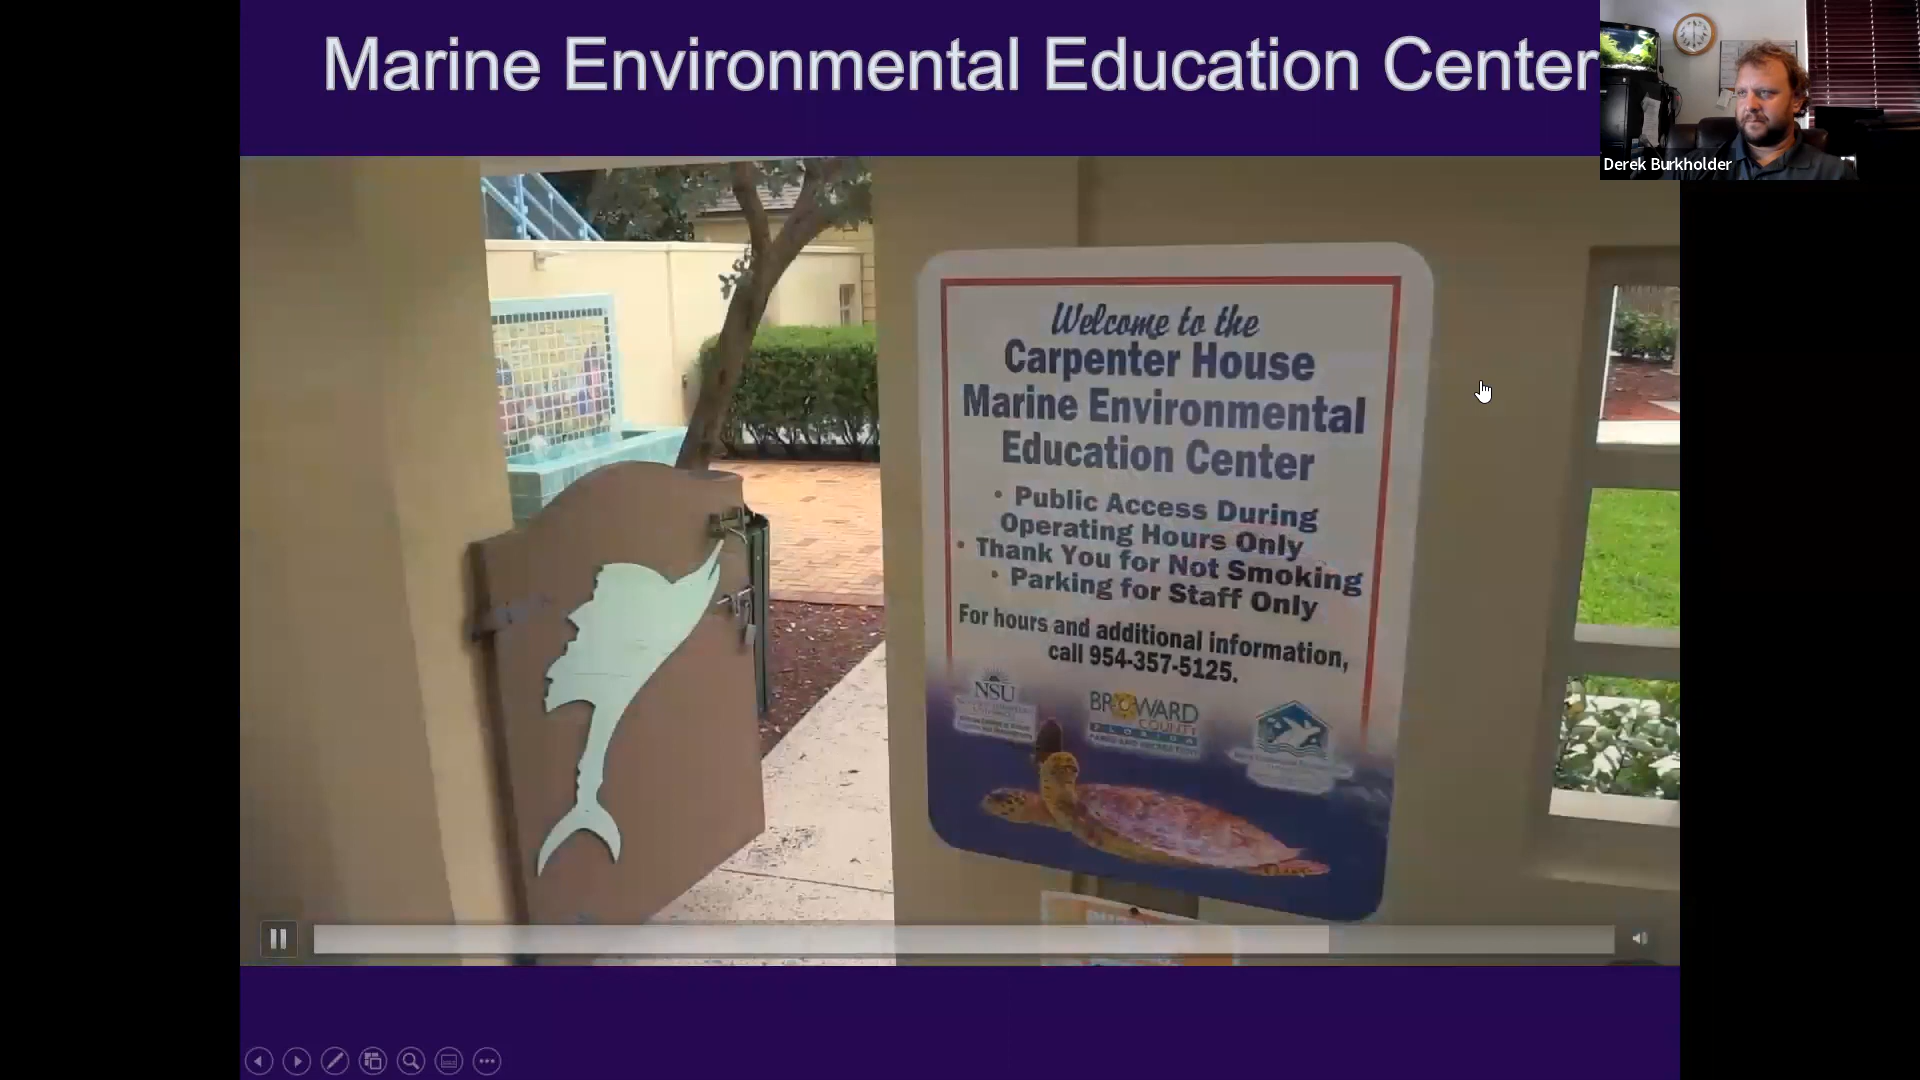 Marine Environmental Education Center
Derek Burkholder
Welcome to the
Carpenter House
Marine Environmental
Education Center
• Public Access During
Operating Hours Only
• Thank You for Not Smoking
• Parking for Staff Only
For hours and additional information,
call 954-357-5125.
NSU
BROWARD
COUNTY
FLORIDA